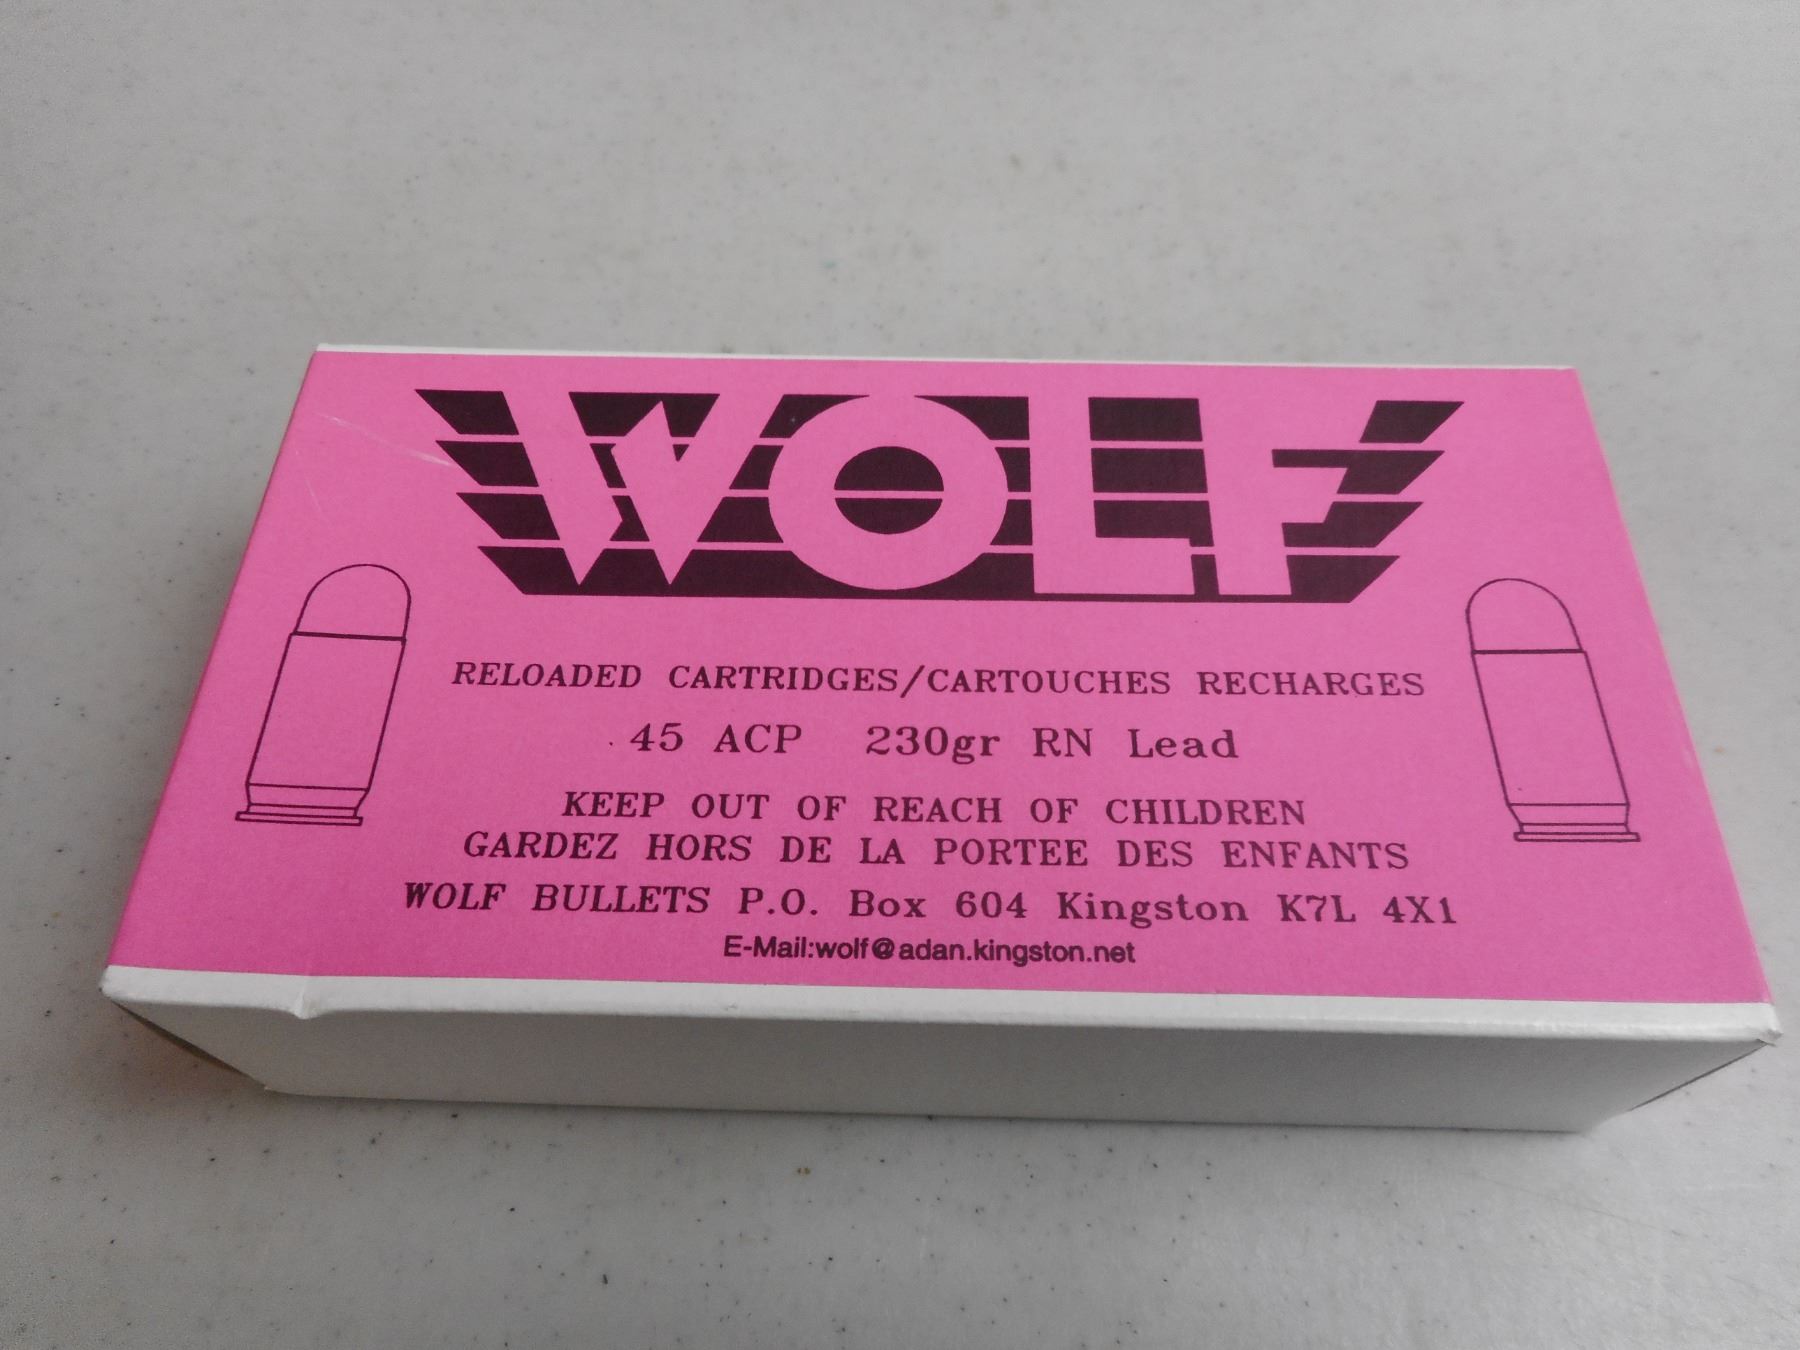 WOLF
RELOADED CARTRIDGES/CARTOUCHES RECHARGES
45 ACP 230gr RN Lead
KEEP OUT OF REACH OF CHILDREN
GARDEZ HORS DE LA PORTEE DES ENFANTS
WOLF BULLETS P.O. Box 604 Kingston K7L 4X1
E-Mail:wolf@adan.kingston.net